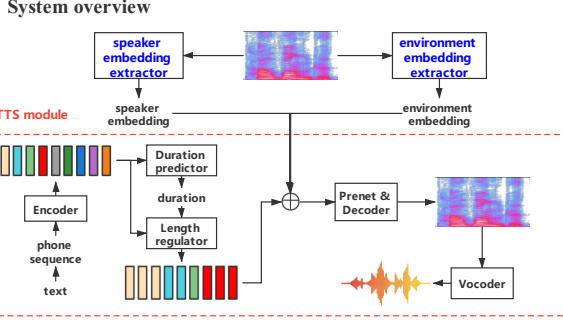 System overview
speaker
embedding
extractor
environment
embedding
extractor
speaker
embedding
environment
embedding
TTS module
Duration
predictor
duration
Length
regulator
Encoder
phone
sequence
text
Prenet &
Decoder
Vocoder